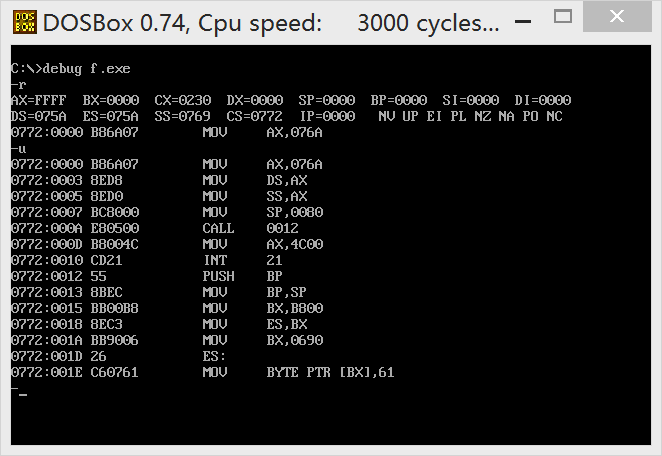 DOSBox 0.74, Cpu speed: 3000 cycles...
C:\>debug f.exe
-r
AX=FFFF BX=0000 CX=0230 DX=0000 SP=0000 BP=0000 SI=0000 DI=0000
DS=075A ES=075A SS=0769 CS=0772 IP=0000 NV UP EI PL NZ NA PO NC
0772:0000 B86A07 MOV AX,076A
-u
0772:0000 B86A07 MOV AX,076A
0772:0003 8ED8 MOV DS,AX
0772:0005 8ED0 MOV SS,AX
0772:0007 BC8000 MOV SP,0080
0772:000A E80500 CALL 0012
0772:000D B8004C MOV AX,4C00
0772:0010 CD21 INT 21
0772:0012 55 PUSH BP
0772:0013 8BEC MOV BP,SP
0772:0015 BB00B8 MOV BX,B800
0772:0018 8EC3 MOV ES,BX
0772:001A BB9006 MOV BX,0690
0772:001D 26 ES:
0772:001E C60761 MOV BYTE PTR [BX],61
-_